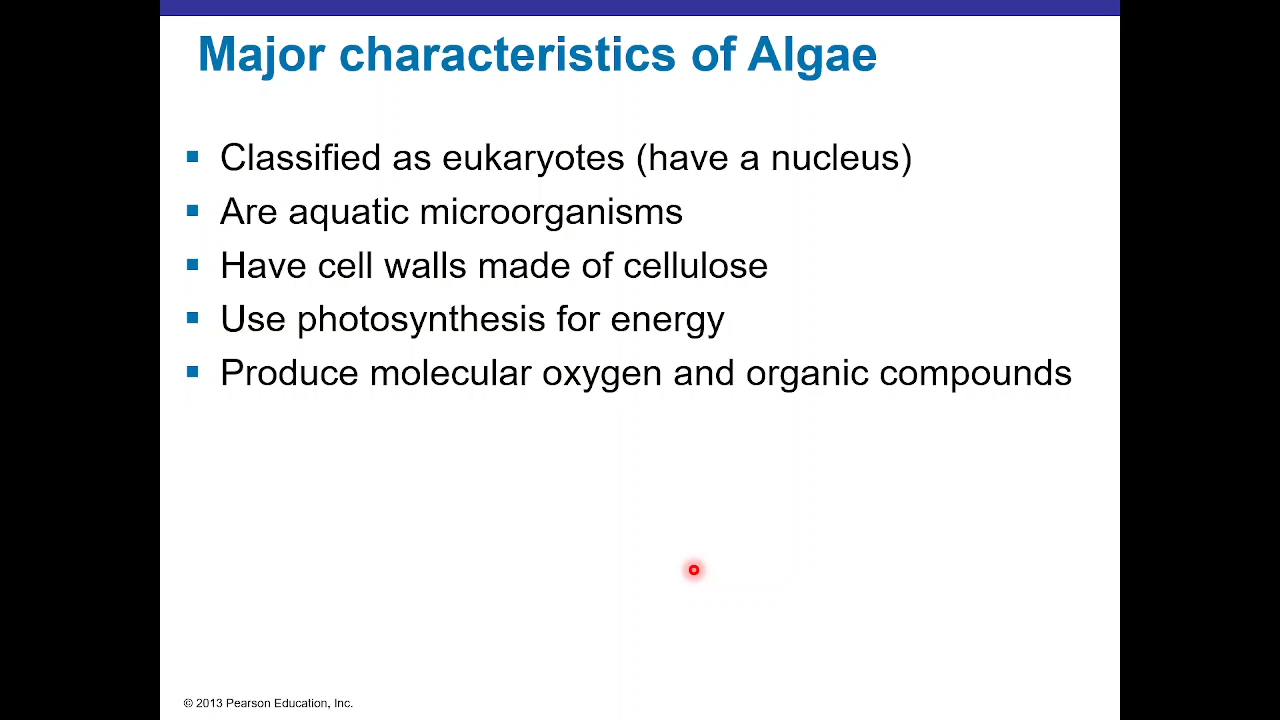 Major characteristics of Algae
▪ Classified as eukaryotes (have a nucleus)
▪ Are aquatic microorganisms
▪ Have cell walls made of cellulose
▪ Use photosynthesis for energy
▪ Produce molecular oxygen and organic compounds
© 2013 Pearson Education, Inc.